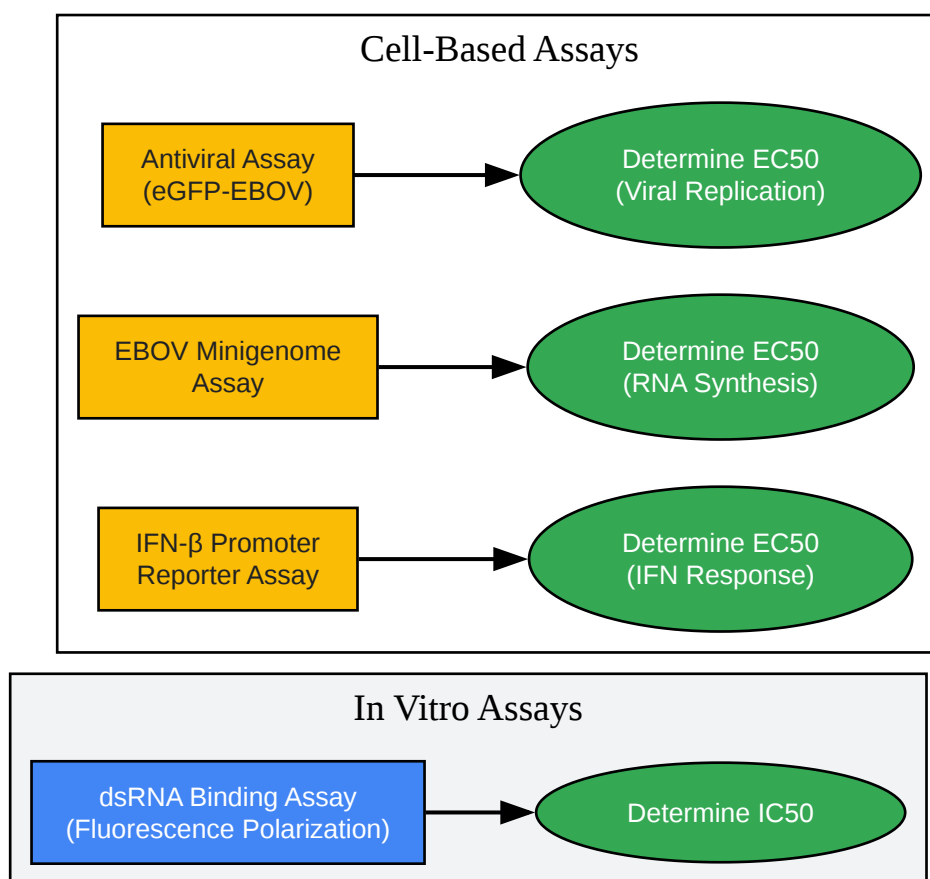 Cell-Based Assays
Antiviral Assay
(eGFP-EBOV)
Determine EC50
(Viral Replication)
EBOV Minigenome
Assay
Determine EC50
(RNA Synthesis)
IFN-β Promoter
Reporter Assay
Determine EC50
(IFN Response)
In Vitro Assays
dsRNA Binding Assay
(Fluorescence Polarization)
Determine IC50